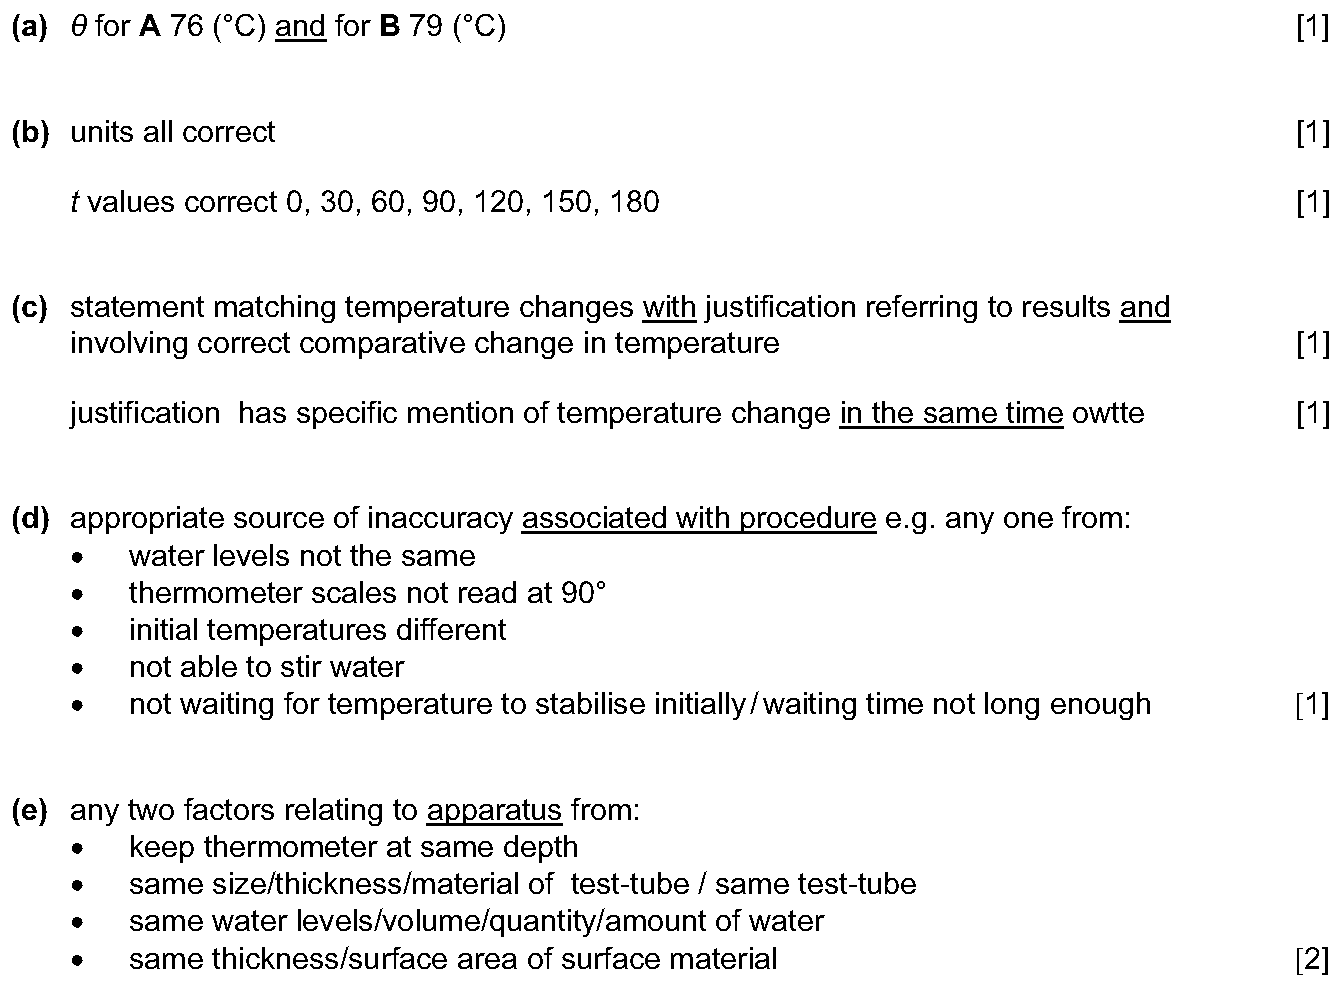 (a) θ for A 76 (°C) and for B 79 (°C) [1]
(b) units all correct [1]
t values correct 0, 30, 60, 90, 120, 150, 180 [1]
(c) statement matching temperature changes with justification referring to results and
involving correct comparative change in temperature [1]
justification has specific mention of temperature change in the same time owtte [1]
(d) appropriate source of inaccuracy associated with procedure e.g. any one from:
• water levels not the same
• thermometer scales not read at 90°
• initial temperatures different
• not able to stir water
• not waiting for temperature to stabilise initially/waiting time not long enough [1]
(e) any two factors relating to apparatus from:
• keep thermometer at same depth
• same size/thickness/material of test-tube / same test-tube
• same water levels/volume/quantity/amount of water
• same thickness/surface area of surface material [2]